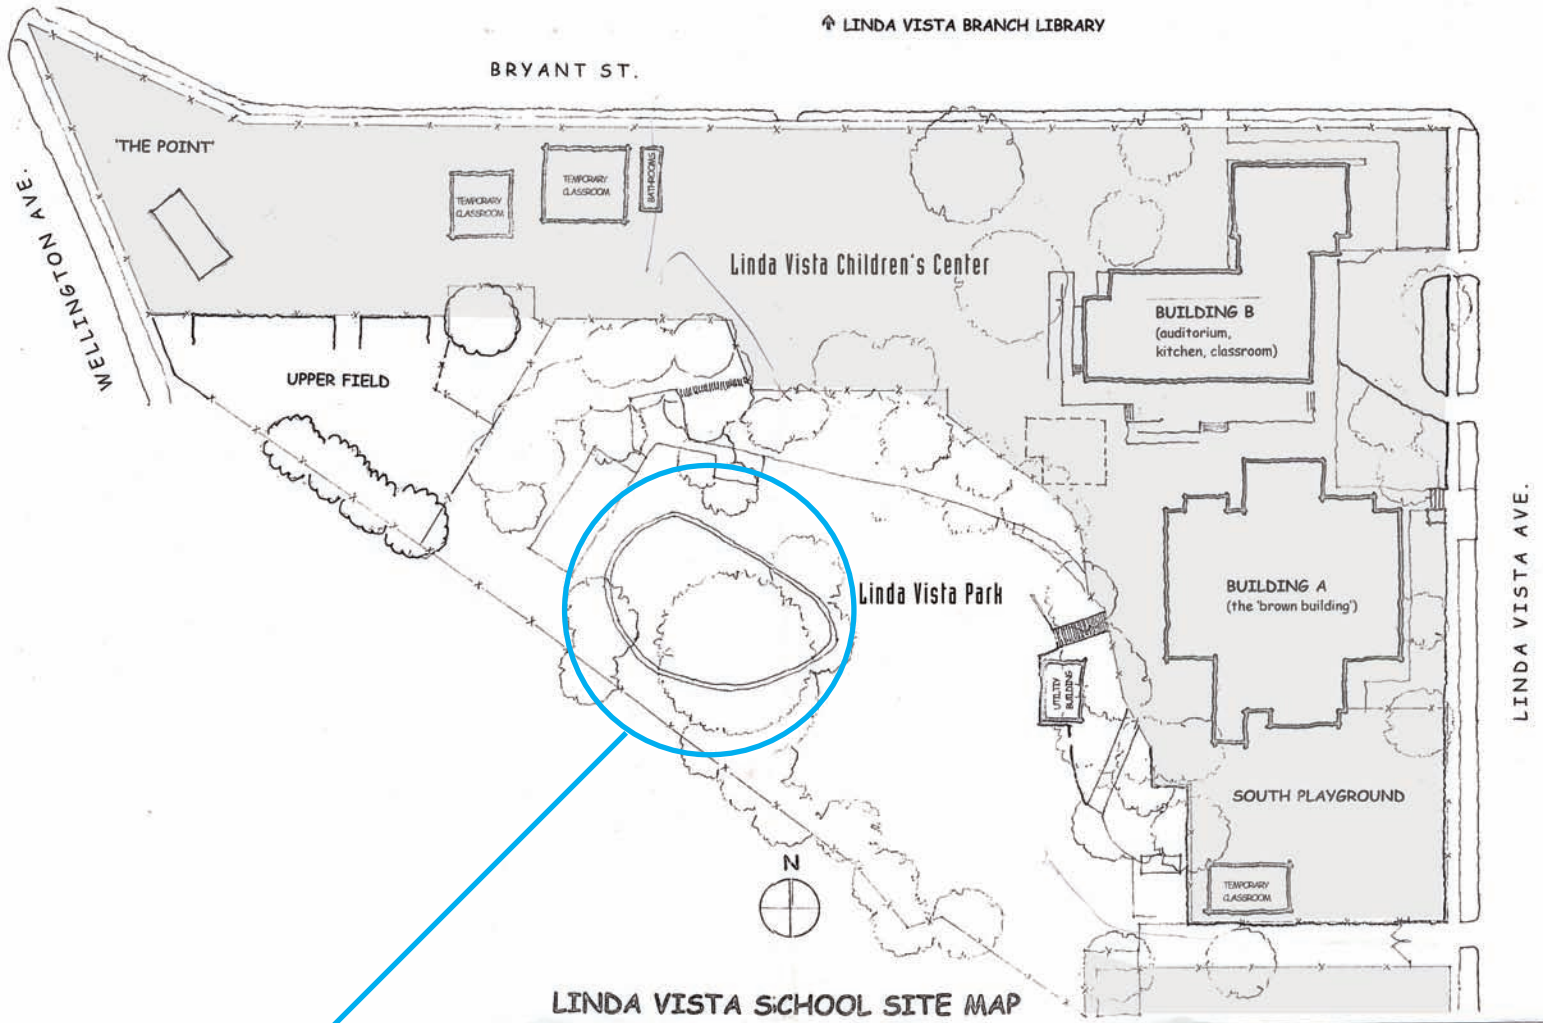 LINDA VISTA BRANCH LIBRARY
BRYANT ST.
'THE POINT'
WELLINGTON AVE.
TEMPORARY
CLASSROOM
TEMPORARY
CLASSROOM
BATHROOMS
Linda Vista Children's Center
BUILDING B
(auditorium,
kitchen, classroom)
UPPER FIELD
LINDA VISTA AVE.
BUILDING A
(the 'brown building')
Linda Vista Park
UTILITY
BUILDING
SOUTH PLAYGROUND
TEMPORARY
CLASSROOM
N
LINDA VISTA SCHOOL SITE MAP